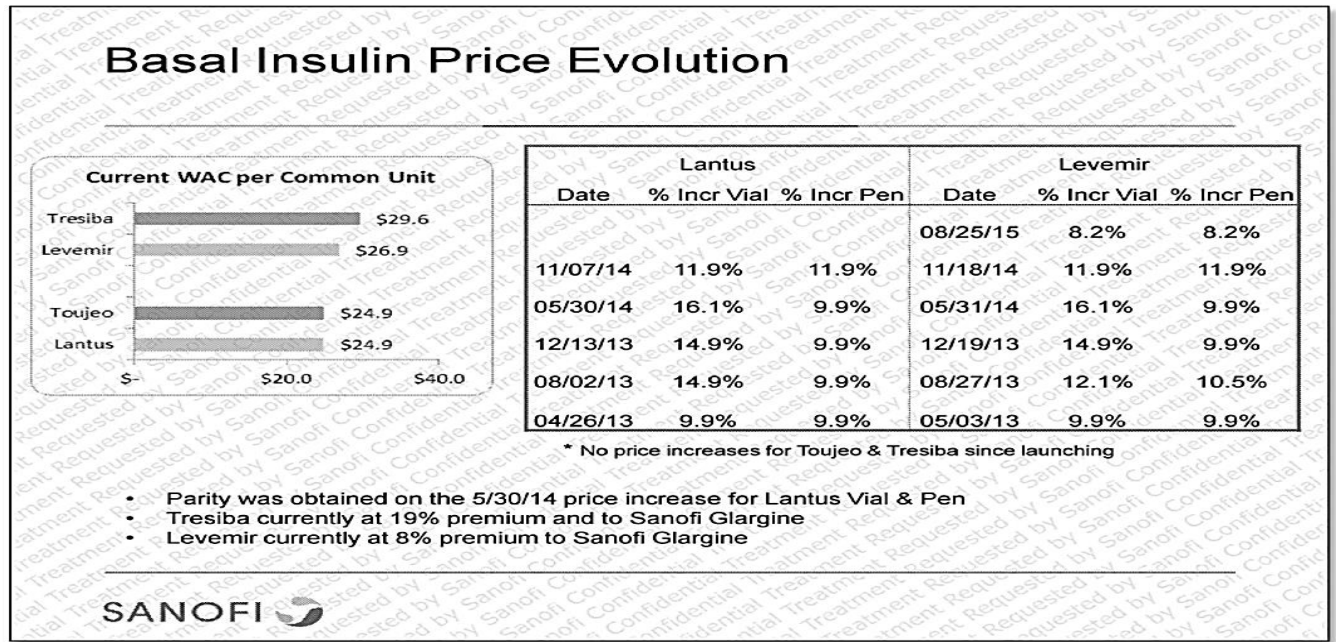 Basal Insulin Price Evolution
Current WAC per Common Unit
Tresiba $29.6
Levemir $26.9
Toujeo $24.9
Lantus $24.9
$- $20.0 $40.0
Lantus Levemir
Date % Incr Vial % Incr Pen Date % Incr Vial % Incr Pen
08/25/15 8.2% 8.2%
11/07/14 11.9% 11.9% 11/18/14 11.9% 11.9%
05/30/14 16.1% 9.9% 05/31/14 16.1% 9.9%
12/13/13 14.9% 9.9% 12/19/13 14.9% 9.9%
08/02/13 14.9% 9.9% 08/27/13 12.1% 10.5%
04/26/13 9.9% 9.9% 05/03/13 9.9% 9.9%
* No price increases for Toujeo & Tresiba since launching
• Parity was obtained on the 5/30/14 price increase for Lantus Vial & Pen
• Tresiba currently at 19% premium and to Sanofi Glargine
• Levemir currently at 8% premium to Sanofi Glargine
SANOFI
Confidential Treatment Requested by Sanofi